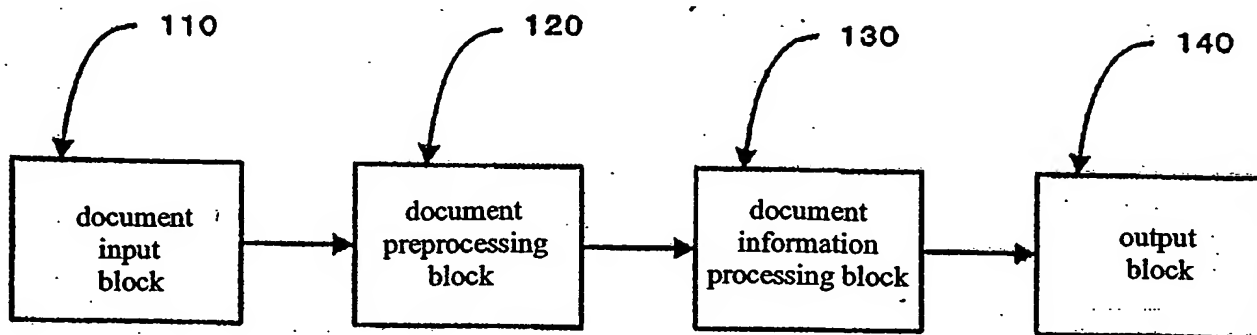 110
120
130
140
document
input
block
document
preprocessing
block
document
information
processing block
output
block